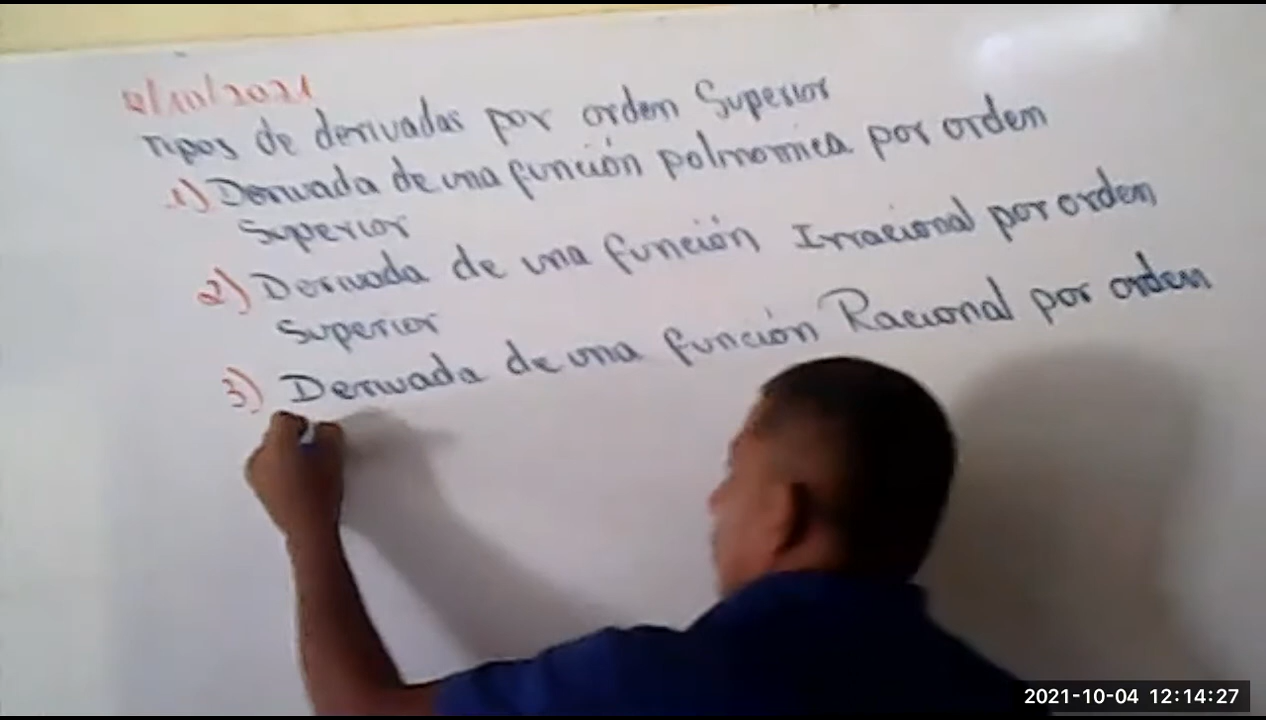 4/10/2021
Tipos de derivadas por orden Superior
1) Derivada de una función polinomica por orden
Superior
2) Derivada de una función Irracional por orden
Superior
3) Derivada de una función Racional por orden
2021-10-04 12:14:27